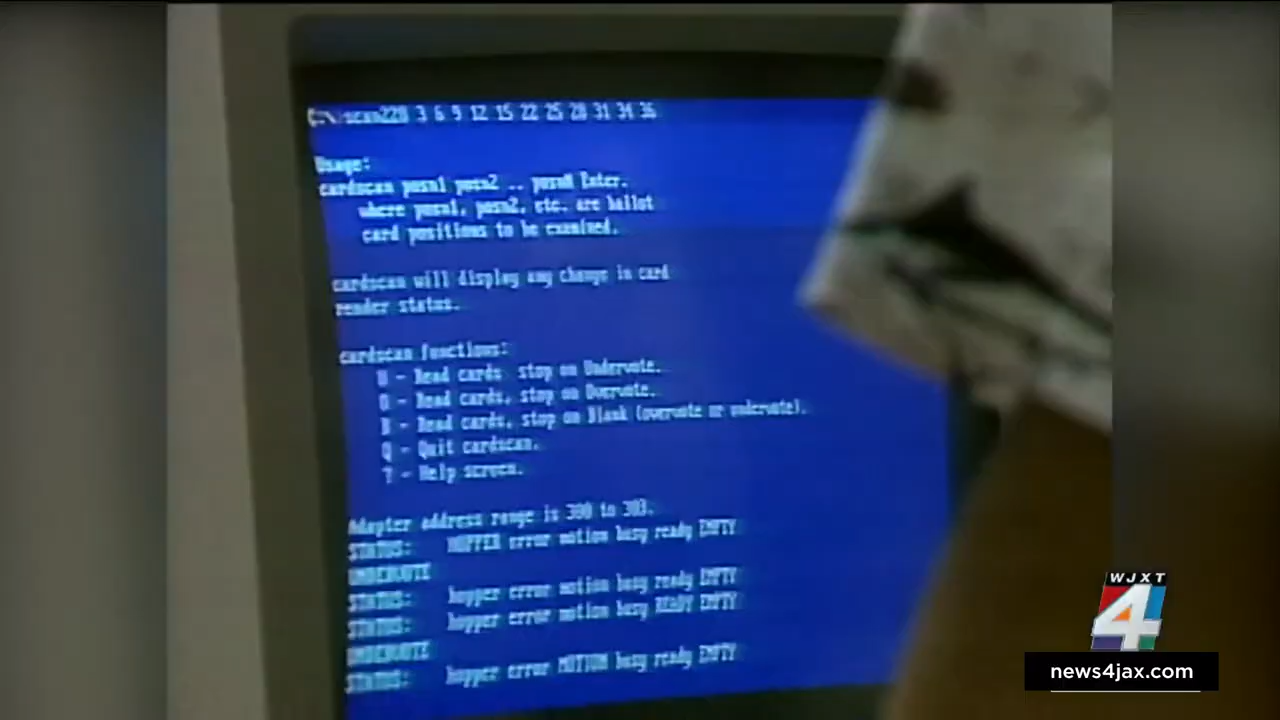 C:\>scan228 3 6 9 12 15 22 25 28 31 34 36
Usage:
cardscan posn1 posn2 .. posnN Enter.
where posn1, posn2, etc. are ballot
card positions to be examined.
cardscan will display any change in card
reader status.
cardscan functions:
U - Read cards, stop on Undervote.
O - Read cards, stop on Overvote.
B - Read cards, stop on Blank (overvote or undervote).
Q - Quit cardscan.
? - Help screen.
Adapter address range is 300 to 303.
STATUS: HOPPER error motion busy ready EMPTY
UNDERVOTE
STATUS: hopper error motion busy ready EMPTY
STATUS: hopper error motion busy READY EMPTY
UNDERVOTE
STATUS: hopper error MOTION busy ready EMPTY
WJXT
4
news4jax.com